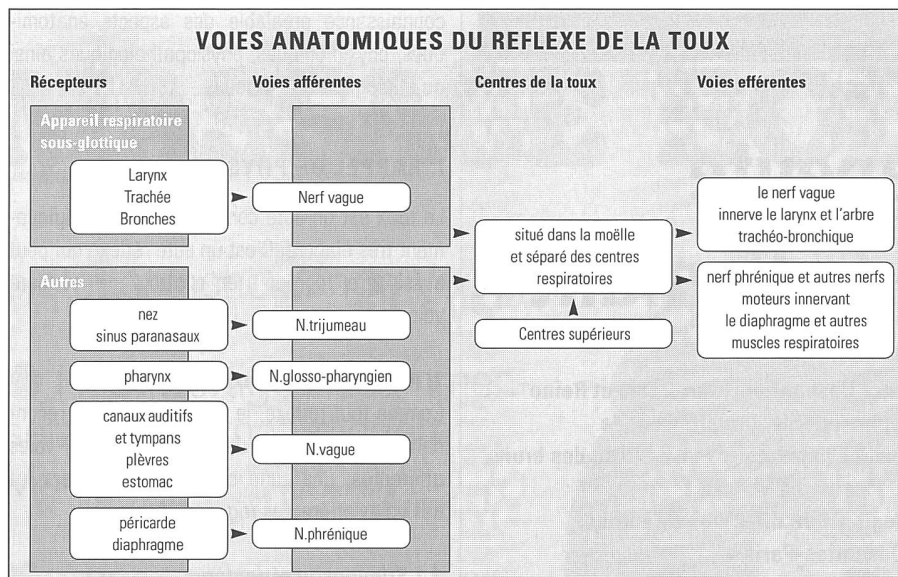 VOIES ANATOMIQUES DU REFLEXE DE LA TOUX
Récepteurs
Voies afférentes
Centres de la toux
Voies efférentes
Appareil respiratoire
sous-glottique
Larynx
Trachée
Bronches
Nerf vague
Autres
nez
sinus paranasaux
N.trijumeau
pharynx
N.glosso-pharyngien
canaux auditifs
et tympans
plèvres
estomac
N.vague
péricarde
diaphragme
N.phrénique
situé dans la moëlle
et séparé des centres
respiratoires
Centres supérieurs
le nerf vague
innerve le larynx et l'arbre
trachéo-bronchique
nerf phrénique et autres nerfs
moteurs innervant
le diaphragme et autres
muscles respiratoires